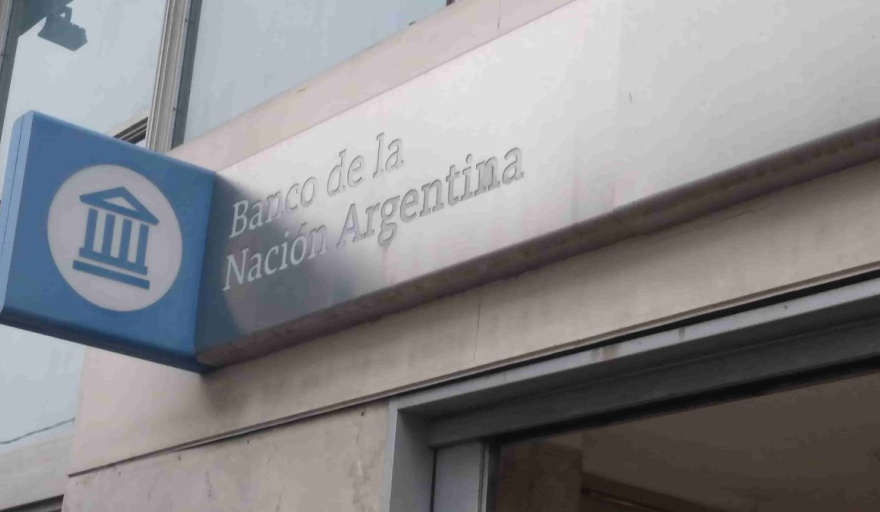 Banco de la
Nación Argentina